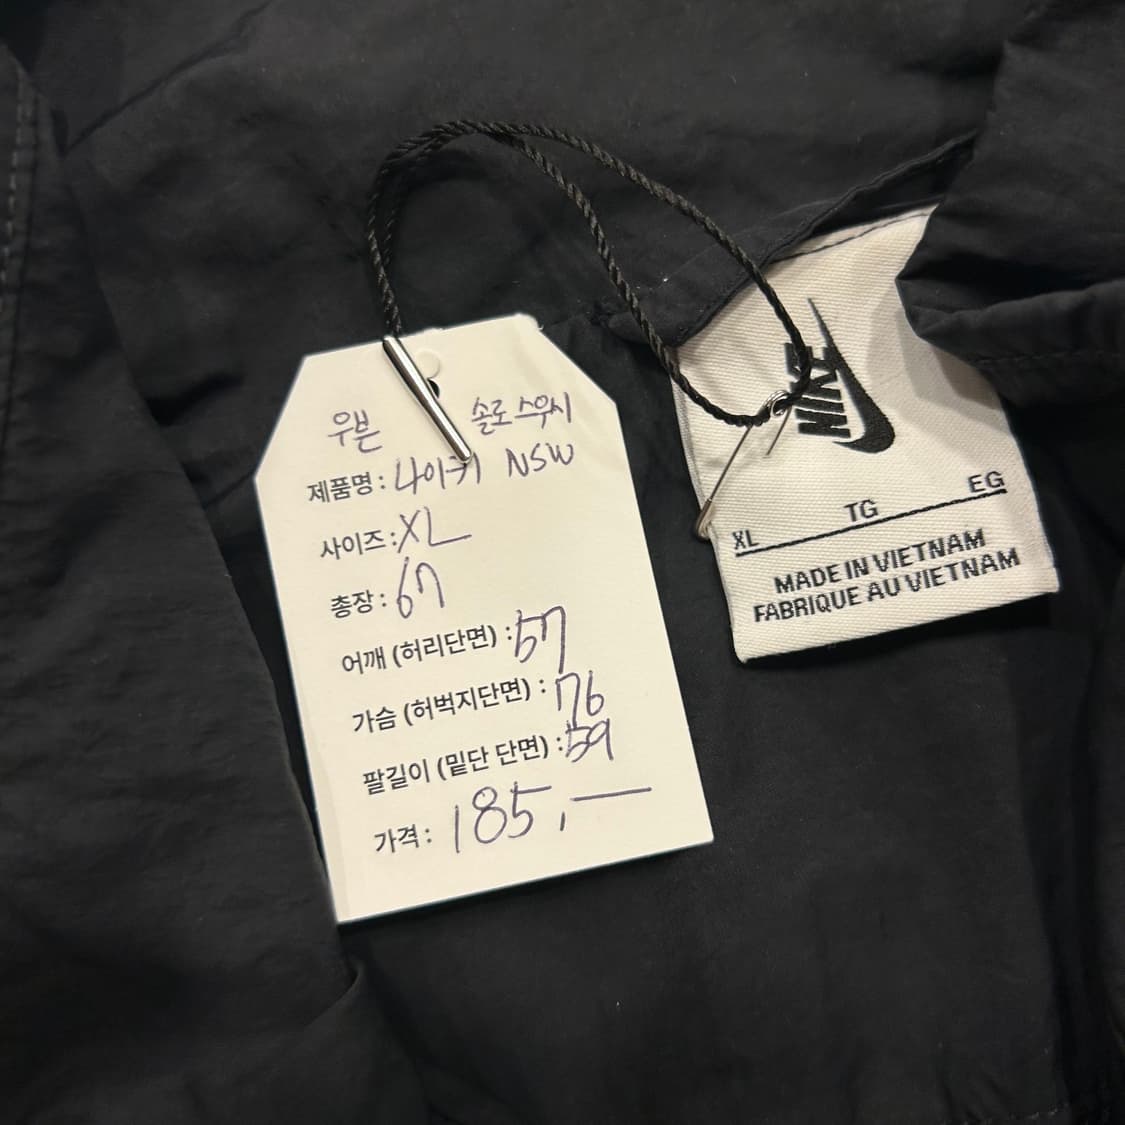 우븐 솔로 스우시
제품명 : 나이키 NSW
사이즈 : XL
총장 : 67
어깨 (허리단면) : 57
가슴 (허벅지단면) : 76
팔길이 (밑단 단면) : 59
가격 : 185,—
NIKE
XL TG EG
MADE IN VIETNAM
FABRIQUE AU VIETNAM